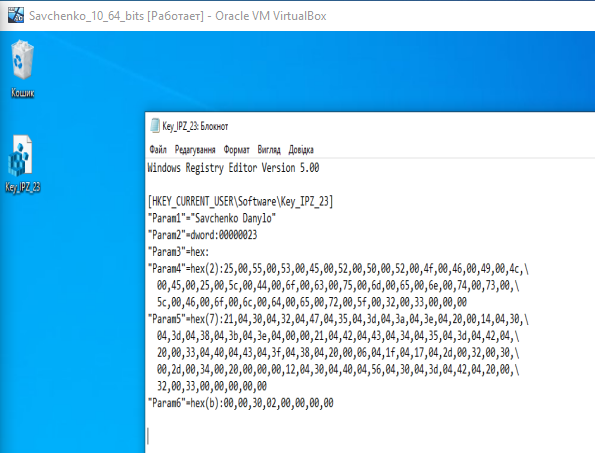 Savchenko_10_64_bits [Работает] - Oracle VM VirtualBox
Кошик
Key_IPZ_23
Key_IPZ_23: Блокнот
Файл Редагування Формат Вигляд Довідка
Windows Registry Editor Version 5.00
[HKEY_CURRENT_USER\Software\Key_IPZ_23]
"Param1"="Savchenko Danylo"
"Param2"=dword:00000023
"Param3"=hex:
"Param4"=hex(2):25,00,55,00,53,00,45,00,52,00,50,00,52,00,4f,00,46,00,49,00,4c,\
00,45,00,25,00,5c,00,44,00,6f,00,63,00,75,00,6d,00,65,00,6e,00,74,00,73,00,\
5c,00,46,00,6f,00,6c,00,64,00,65,00,72,00,5f,00,32,00,33,00,00,00
"Param5"=hex(7):21,04,30,04,32,04,47,04,35,04,3d,04,3a,04,3e,04,20,00,14,04,30,\
04,3d,04,38,04,3b,04,3e,04,00,00,21,04,42,04,43,04,34,04,35,04,3d,04,42,04,\
20,00,33,04,40,04,43,04,3f,04,38,04,20,00,06,04,1f,04,17,04,2d,00,32,00,30,\
00,2d,00,34,00,20,00,00,00,12,04,30,04,40,04,56,04,30,04,3d,04,42,04,20,00,\
32,00,33,00,00,00,00,00
"Param6"=hex(b):00,00,30,02,00,00,00,00